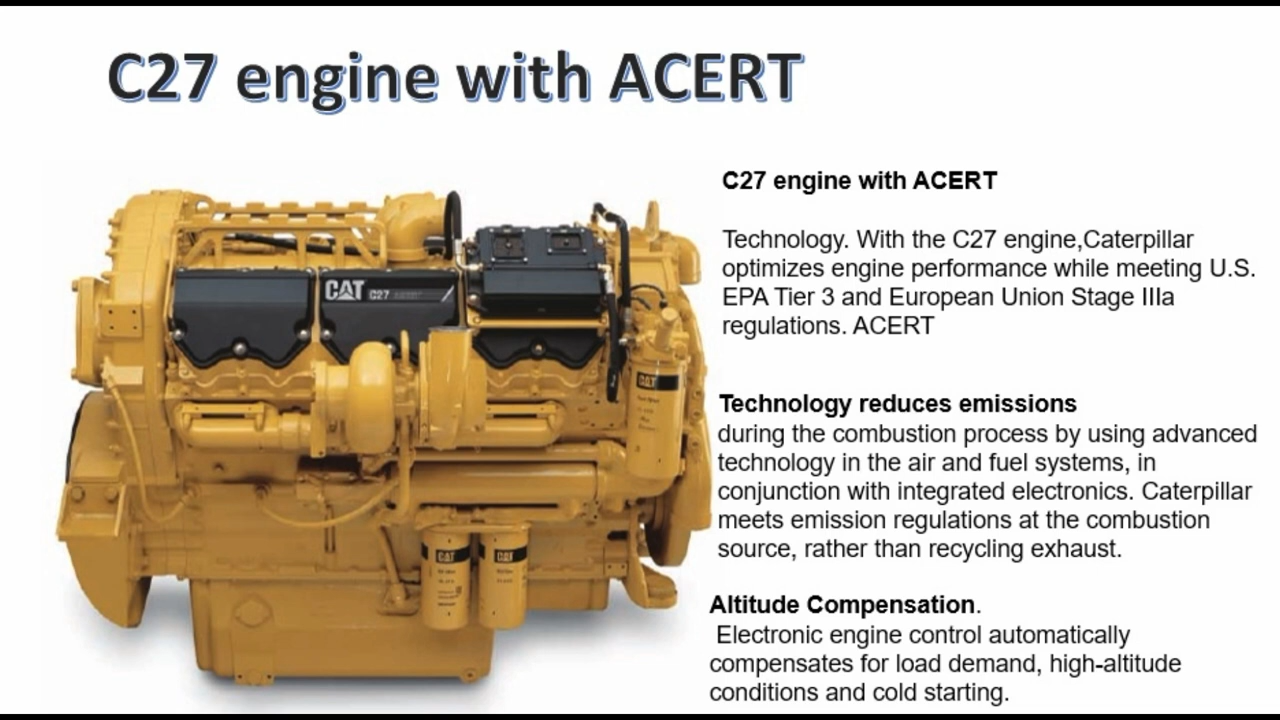 C27 engine with ACERT
C27 engine with ACERT
Technology. With the C27 engine,Caterpillar
optimizes engine performance while meeting U.S.
EPA Tier 3 and European Union Stage IIIa
regulations. ACERT
Technology reduces emissions
during the combustion process by using advanced
technology in the air and fuel systems, in
conjunction with integrated electronics. Caterpillar
meets emission regulations at the combustion
source, rather than recycling exhaust.
Altitude Compensation.
Electronic engine control automatically
compensates for load demand, high-altitude
conditions and cold starting.
CAT C27 ACERT
CAT
CAT
CAT